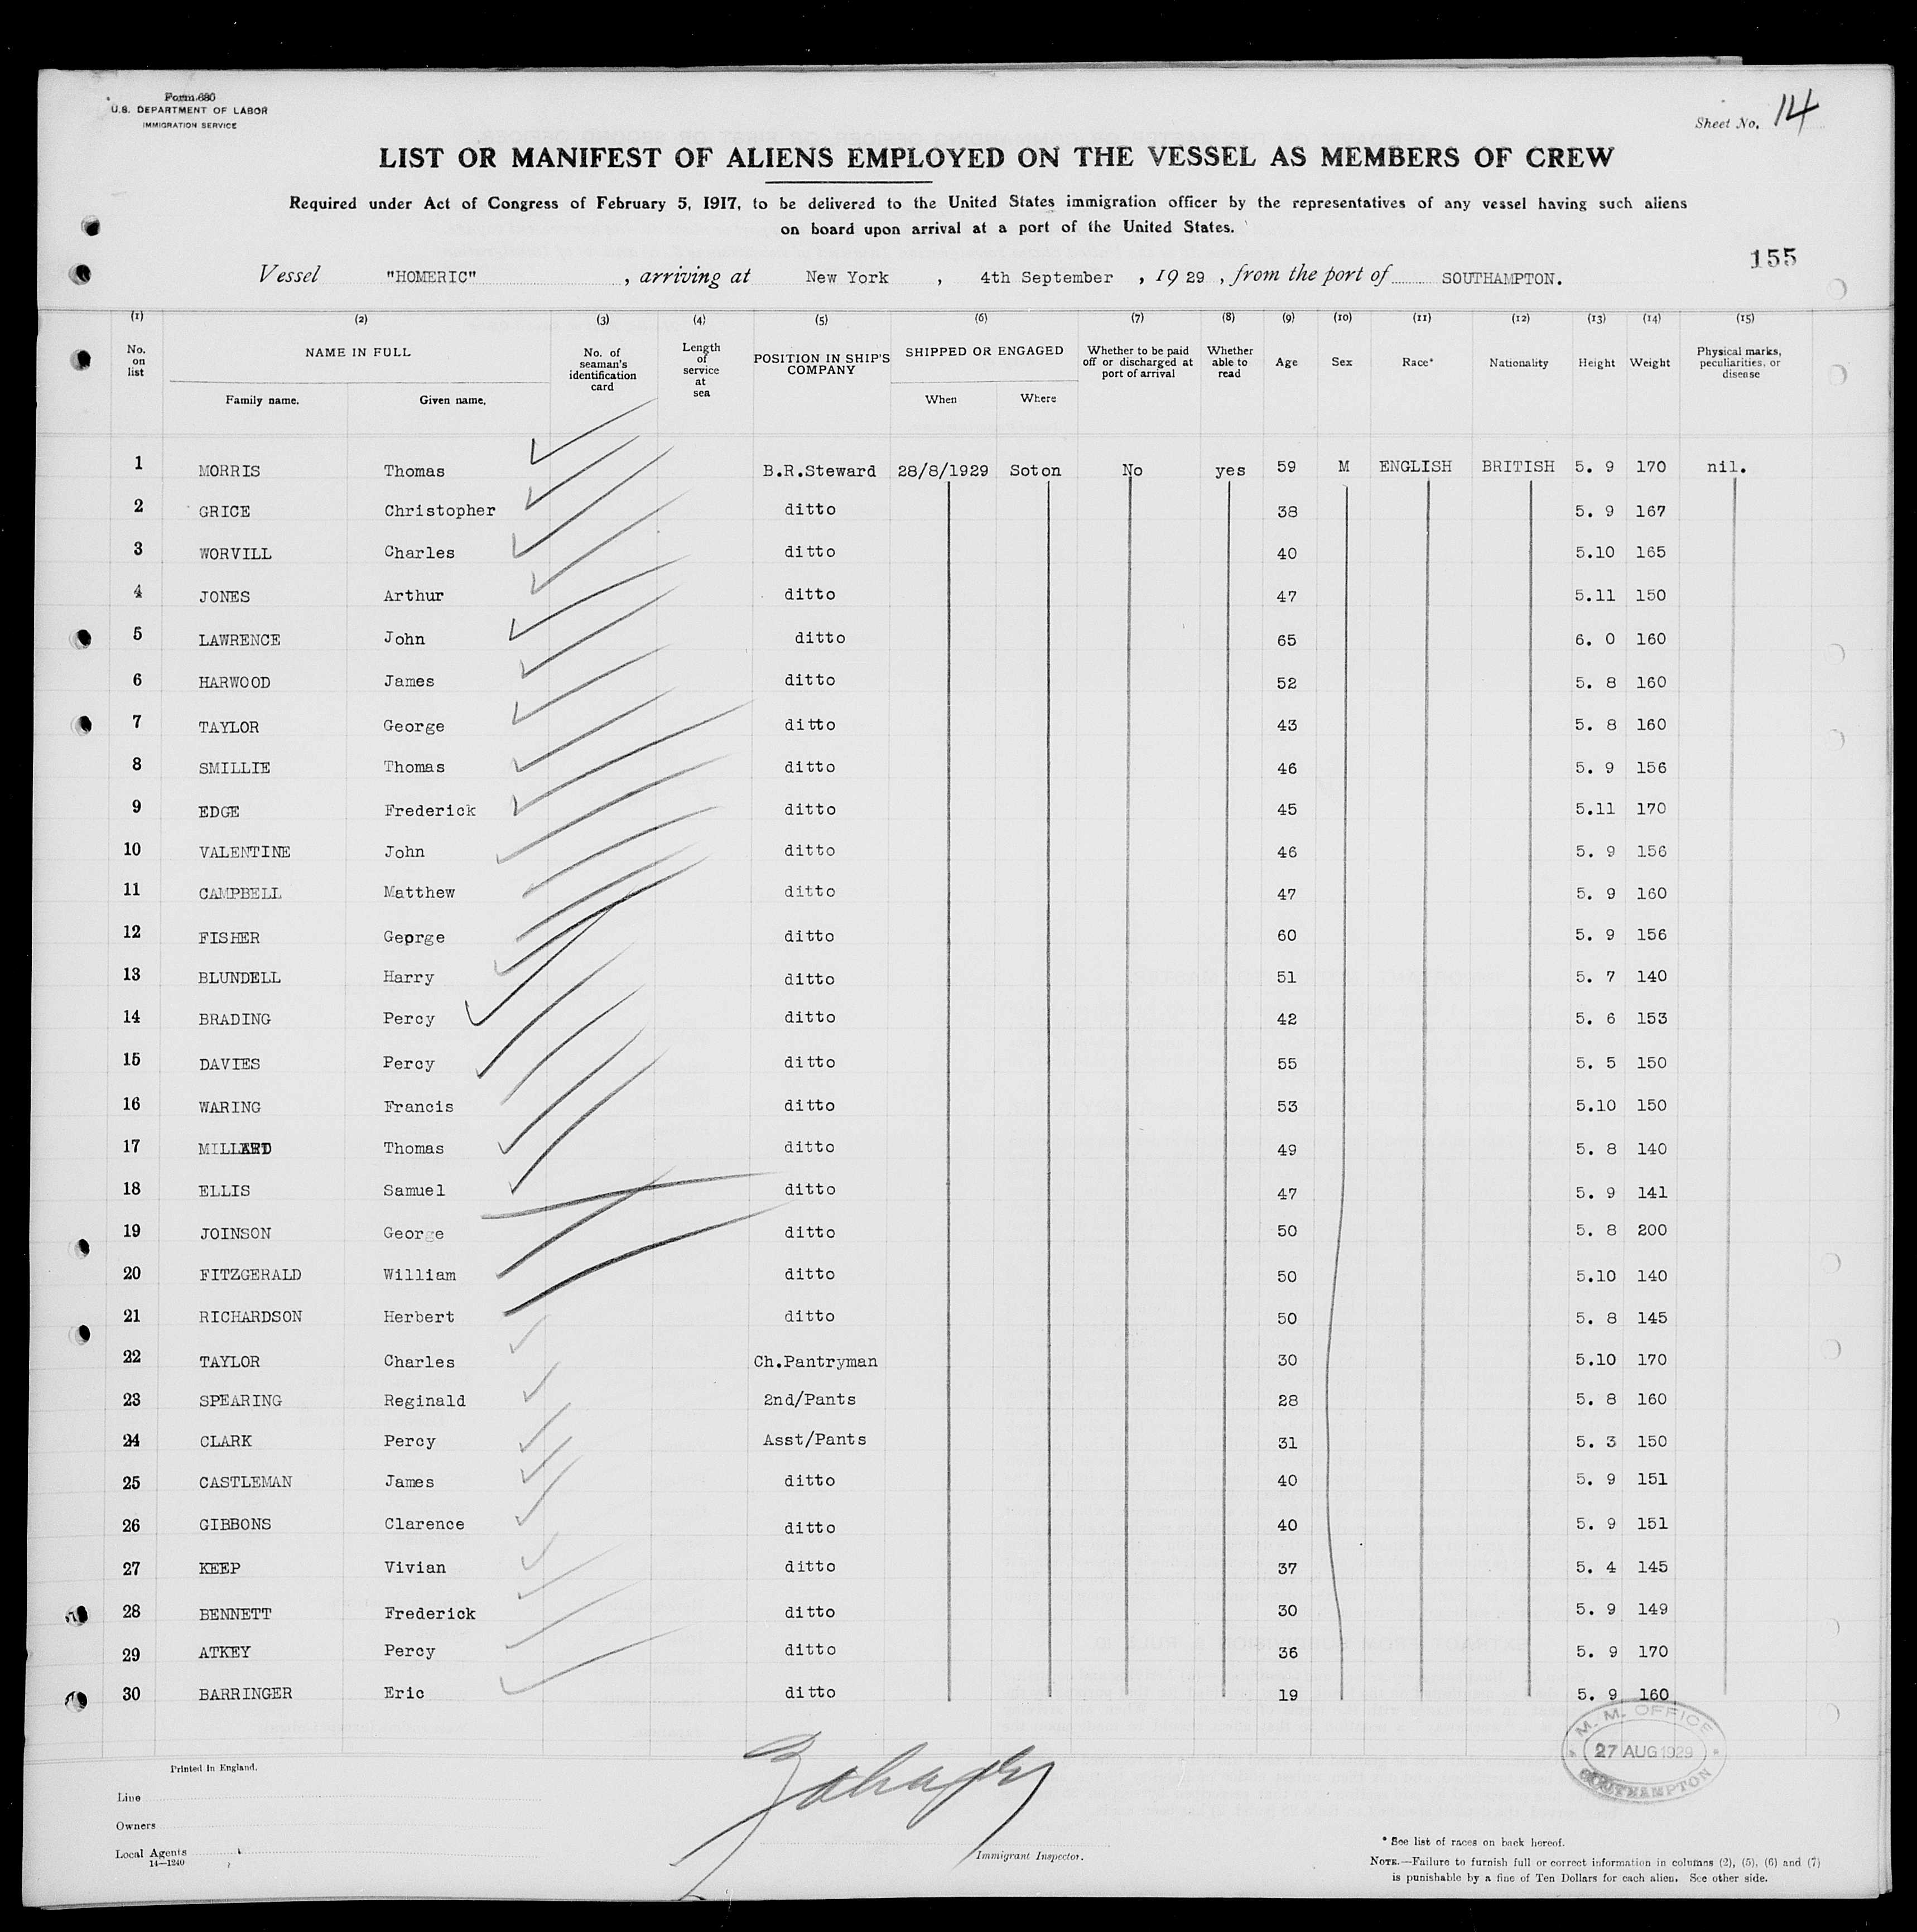 Form 680
U.S. DEPARTMENT OF LABOR
IMMIGRATION SERVICE
Sheet No. 14
LIST OR MANIFEST OF ALIENS EMPLOYED ON THE VESSEL AS MEMBERS OF CREW
Required under Act of Congress of February 5, 1917, to be delivered to the United States immigration officer by the representatives of any vessel having such aliens
on board upon arrival at a port of the United States.
155
Vessel "HOMERIC" , arriving at New York , 4th September , 1929 , from the port of SOUTHAMPTON.
(1) (2) (3) (4) (5) (6) (7) (8) (9) (10) (11) (12) (13) (14) (15)
No. on list NAME IN FULL Family name. Given name. No. of seaman's identification card Length of service at sea POSITION IN SHIP'S COMPANY SHIPPED OR ENGAGED When Where Whether to be paid off or discharged at port of arrival Whether able to read Age Sex Race* Nationality Height Weight Physical marks, peculiarities, or disease
1 MORRIS Thomas B.R.Steward 28/8/1929 Soton No yes 59 M ENGLISH BRITISH 5. 9 170 nil.
2 GRICE Christopher ditto 38 5. 9 167
3 WORVILL Charles ditto 40 5.10 165
4 JONES Arthur ditto 47 5.11 150
5 LAWRENCE John ditto 65 6. 0 160
6 HARWOOD James ditto 52 5. 8 160
7 TAYLOR George ditto 43 5. 8 160
8 SMILLIE Thomas ditto 46 5. 9 156
9 EDGE Frederick ditto 45 5.11 170
10 VALENTINE John ditto 46 5. 9 156
11 CAMPBELL Matthew ditto 47 5. 9 160
12 FISHER Geprge ditto 60 5. 9 156
13 BLUNDELL Harry ditto 51 5. 7 140
14 BRADING Percy ditto 42 5. 6 153
15 DAVIES Percy ditto 55 5. 5 150
16 WARING Francis ditto 53 5.10 150
17 MILLARD Thomas ditto 49 5. 8 140
18 ELLIS Samuel ditto 47 5. 9 141
19 JOINSON George ditto 50 5. 8 200
20 FITZGERALD William ditto 50 5.10 140
21 RICHARDSON Herbert ditto 50 5. 8 145
22 TAYLOR Charles Ch.Pantryman 30 5.10 170
23 SPEARING Reginald 2nd/Pants 28 5. 8 160
24 CLARK Percy Asst/Pants 31 5. 3 150
25 CASTLEMAN James ditto 40 5. 9 151
26 GIBBONS Clarence ditto 40 5. 9 151
27 KEEP Vivian ditto 37 5. 4 145
28 BENNETT Frederick ditto 30 5. 9 149
29 ATKEY Percy ditto 36 5. 9 170
30 BARRINGER Eric ditto 19 5. 9 160
M. M. OFFICE
27 AUG 1929
SOUTHAMPTON
Printed in England.
Line
Owners
Local Agents
14—1240
Immigrant Inspector.
* See list of races on back hereof.
NOTE.—Failure to furnish full or correct information in columns (2), (5), (6) and (7)
is punishable by a fine of Ten Dollars for each alien. See other side.